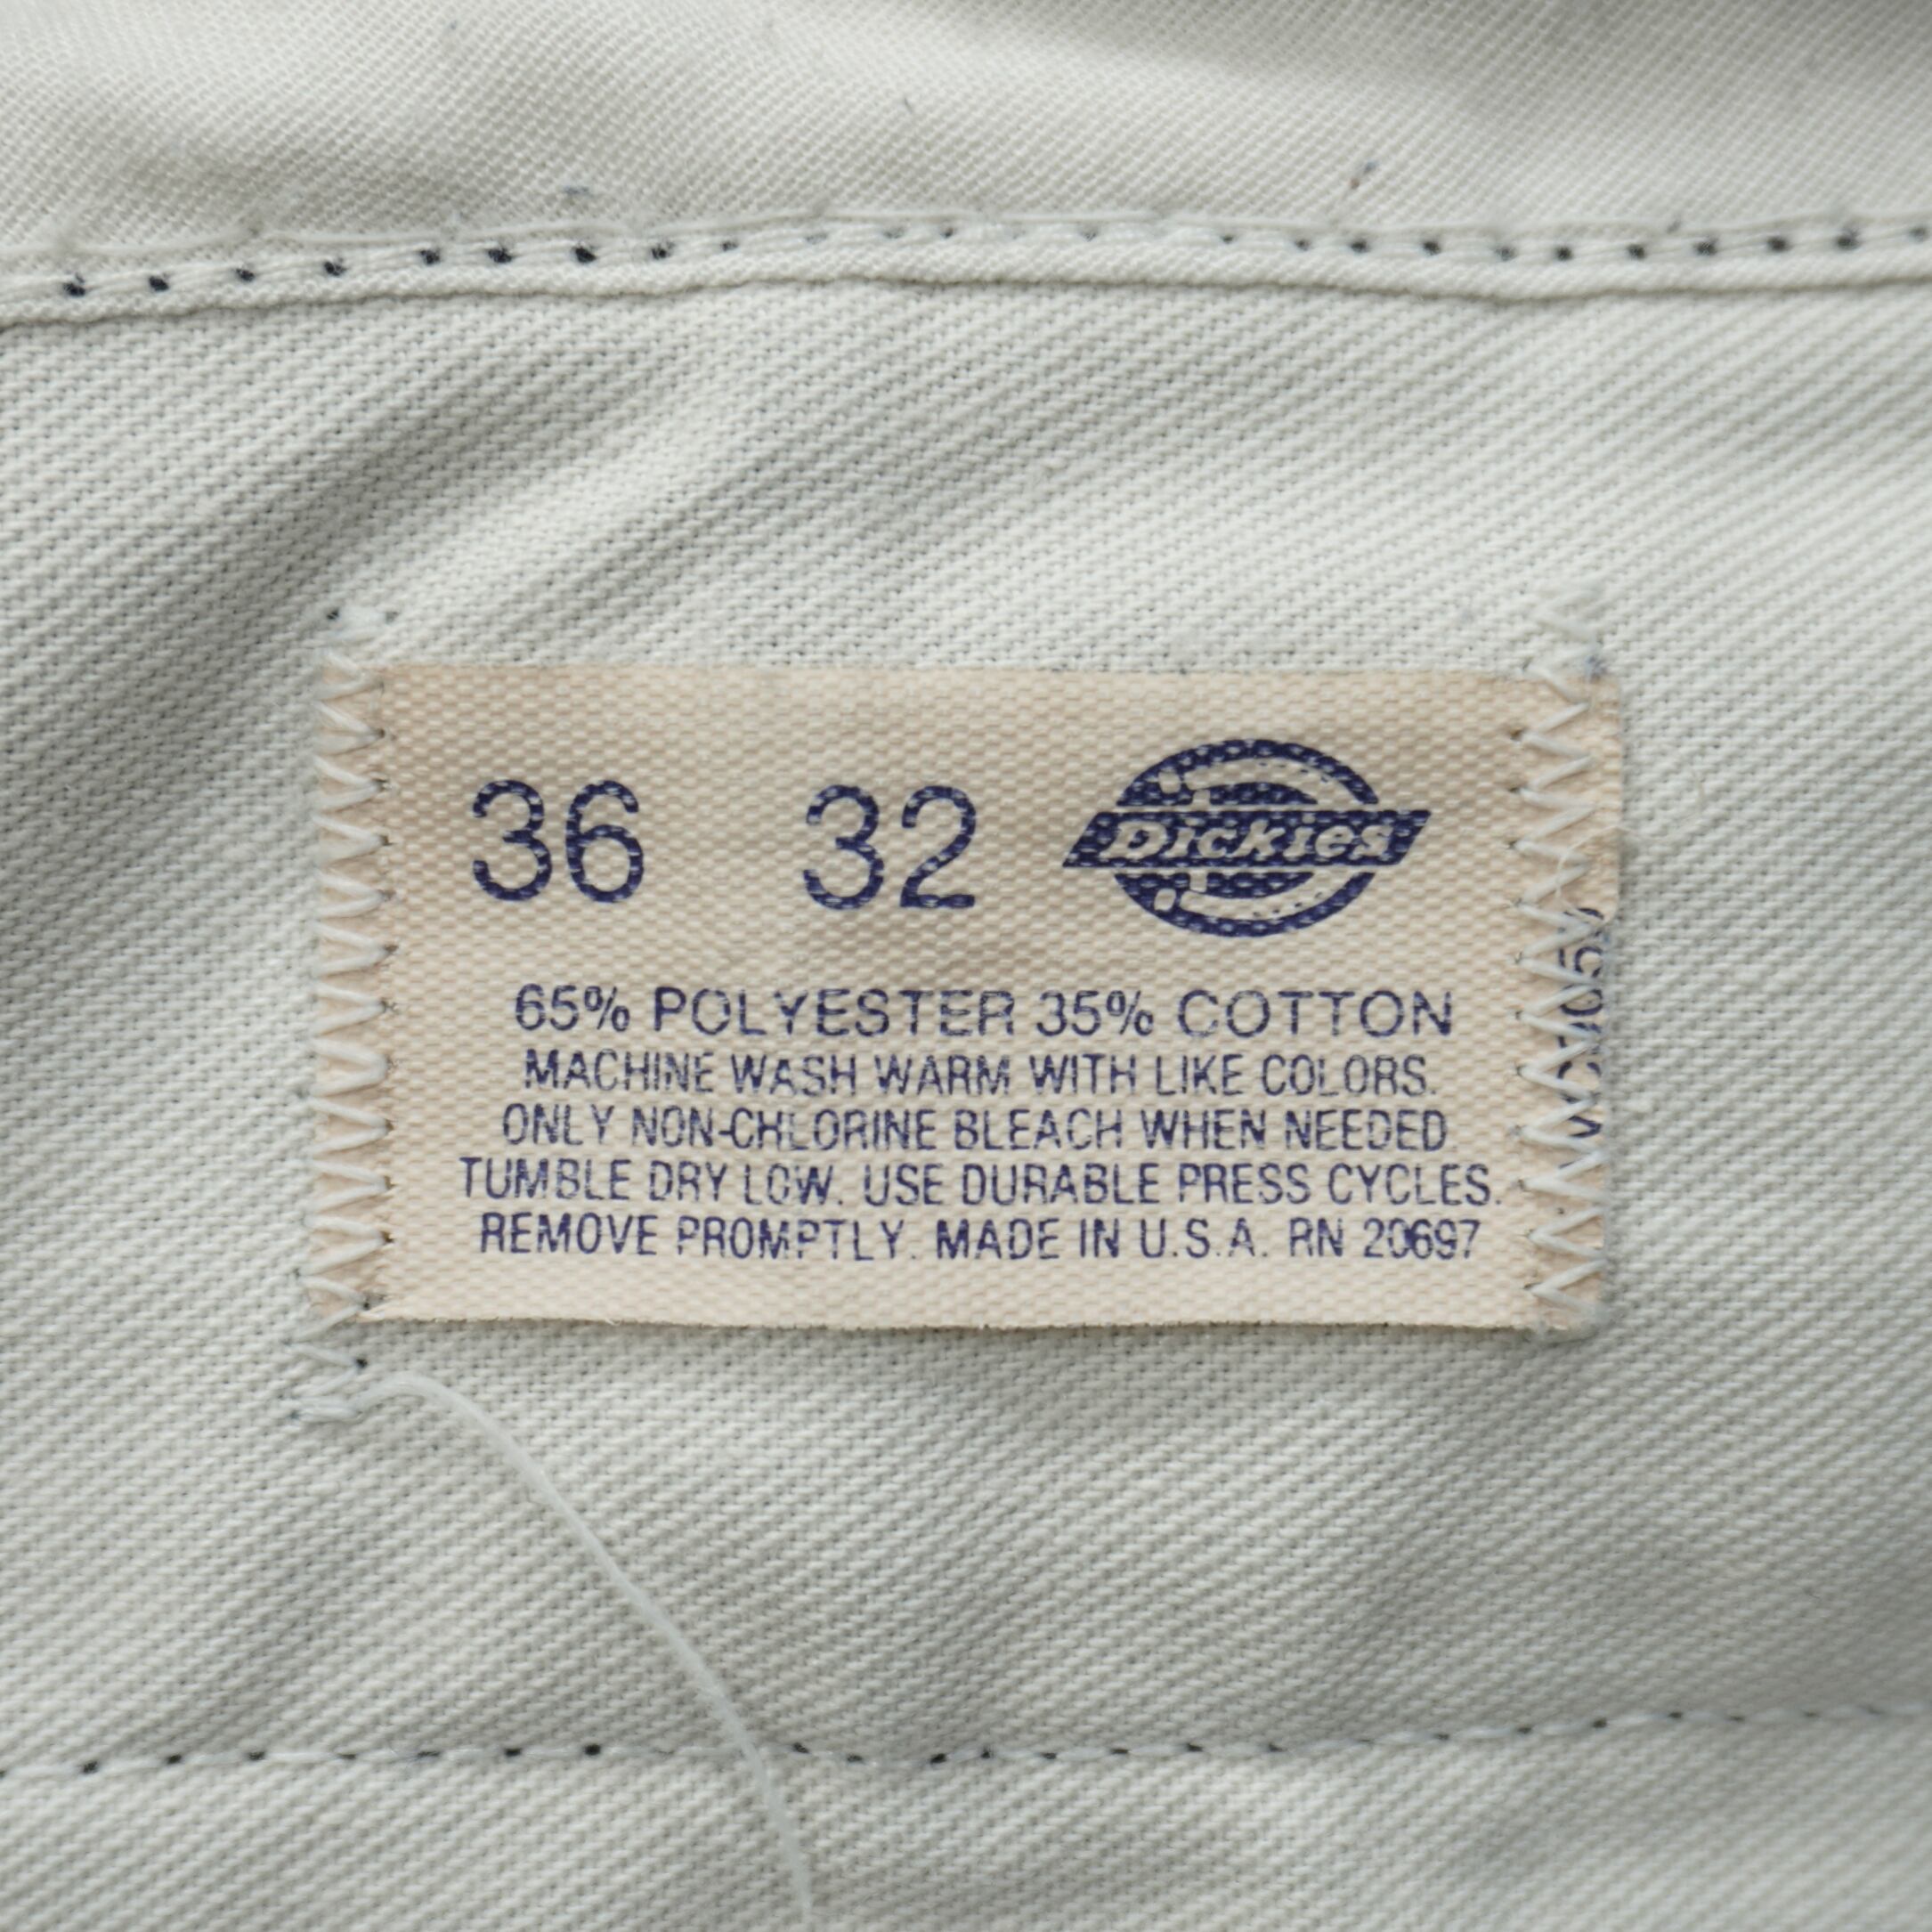 36 32 Dickies
65% POLYESTER 35% COTTON
MACHINE WASH WARM WITH LIKE COLORS.
ONLY NON-CHLORINE BLEACH WHEN NEEDED
TUMBLE DRY LOW. USE DURABLE PRESS CYCLES.
REMOVE PROMPTLY. MADE IN U.S.A. RN 20697